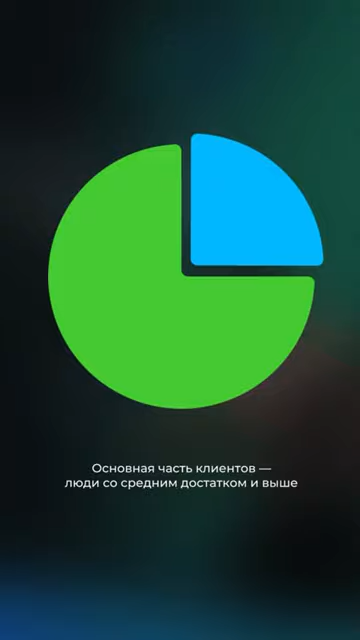 Основная часть клиентов —
люди со средним достатком и выше